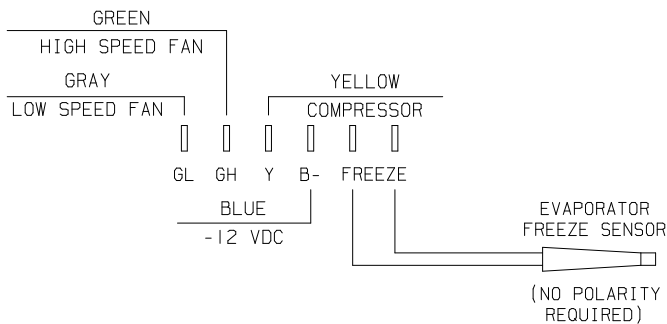 GREEN
HIGH SPEED FAN
GRAY
LOW SPEED FAN
YELLOW
COMPRESSOR
GL GH Y B- FREEZE
BLUE
-12 VDC
EVAPORATOR
FREEZE SENSOR
(NO POLARITY
REQUIRED)